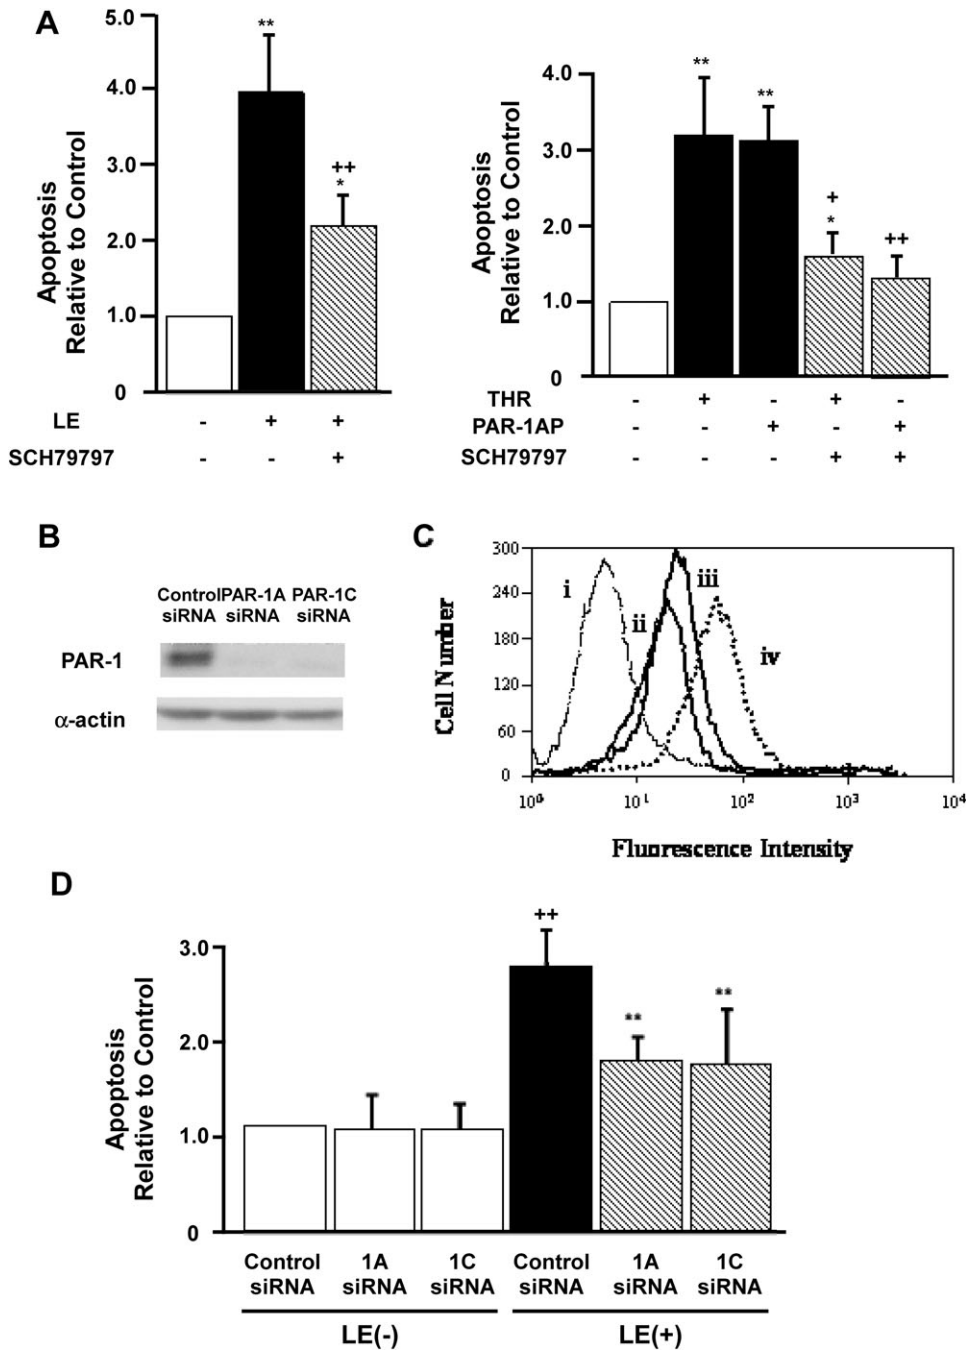 A
5.0
4.0
3.0
2.0
1.0
0
Apoptosis
Relative to Control
**
++
*
LE - + +
SCH79797 - - +
4.0
3.0
2.0
1.0
0
Apoptosis
Relative to Control
**
**
+
*
++
THR - + - + -
PAR-1AP - - + - +
SCH79797 - - - + +
B
Control PAR-1A PAR-1C
siRNA siRNA siRNA
PAR-1
α-actin
C
300
240
180
120
60
0
Cell Number
i
ii
iii
iv
10⁰ 10¹ 10² 10³ 10⁴
Fluorescence Intensity
D
3.0
2.0
1.0
0
Apoptosis
Relative to Control
++
**
**
Control 1A 1C Control 1A 1C
siRNA siRNA siRNA siRNA siRNA siRNA
LE(-) LE(+)